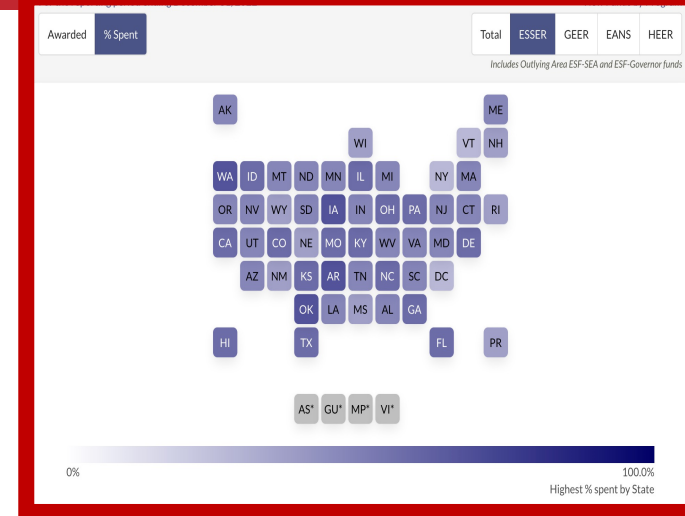 Awarded % Spent Total ESSER GEER EANS HEER
Includes Outlying Area ESF-SEA and ESF-Governor funds
AK ME
WI VT NH
WA ID MT ND MN IL MI NY MA
OR NV WY SD IA IN OH PA NJ CT RI
CA UT CO NE MO KY WV VA MD DE
AZ NM KS AR TN NC SC DC
OK LA MS AL GA
HI TX FL PR
AS* GU* MP* VI*
0% 100.0%
Highest % spent by State